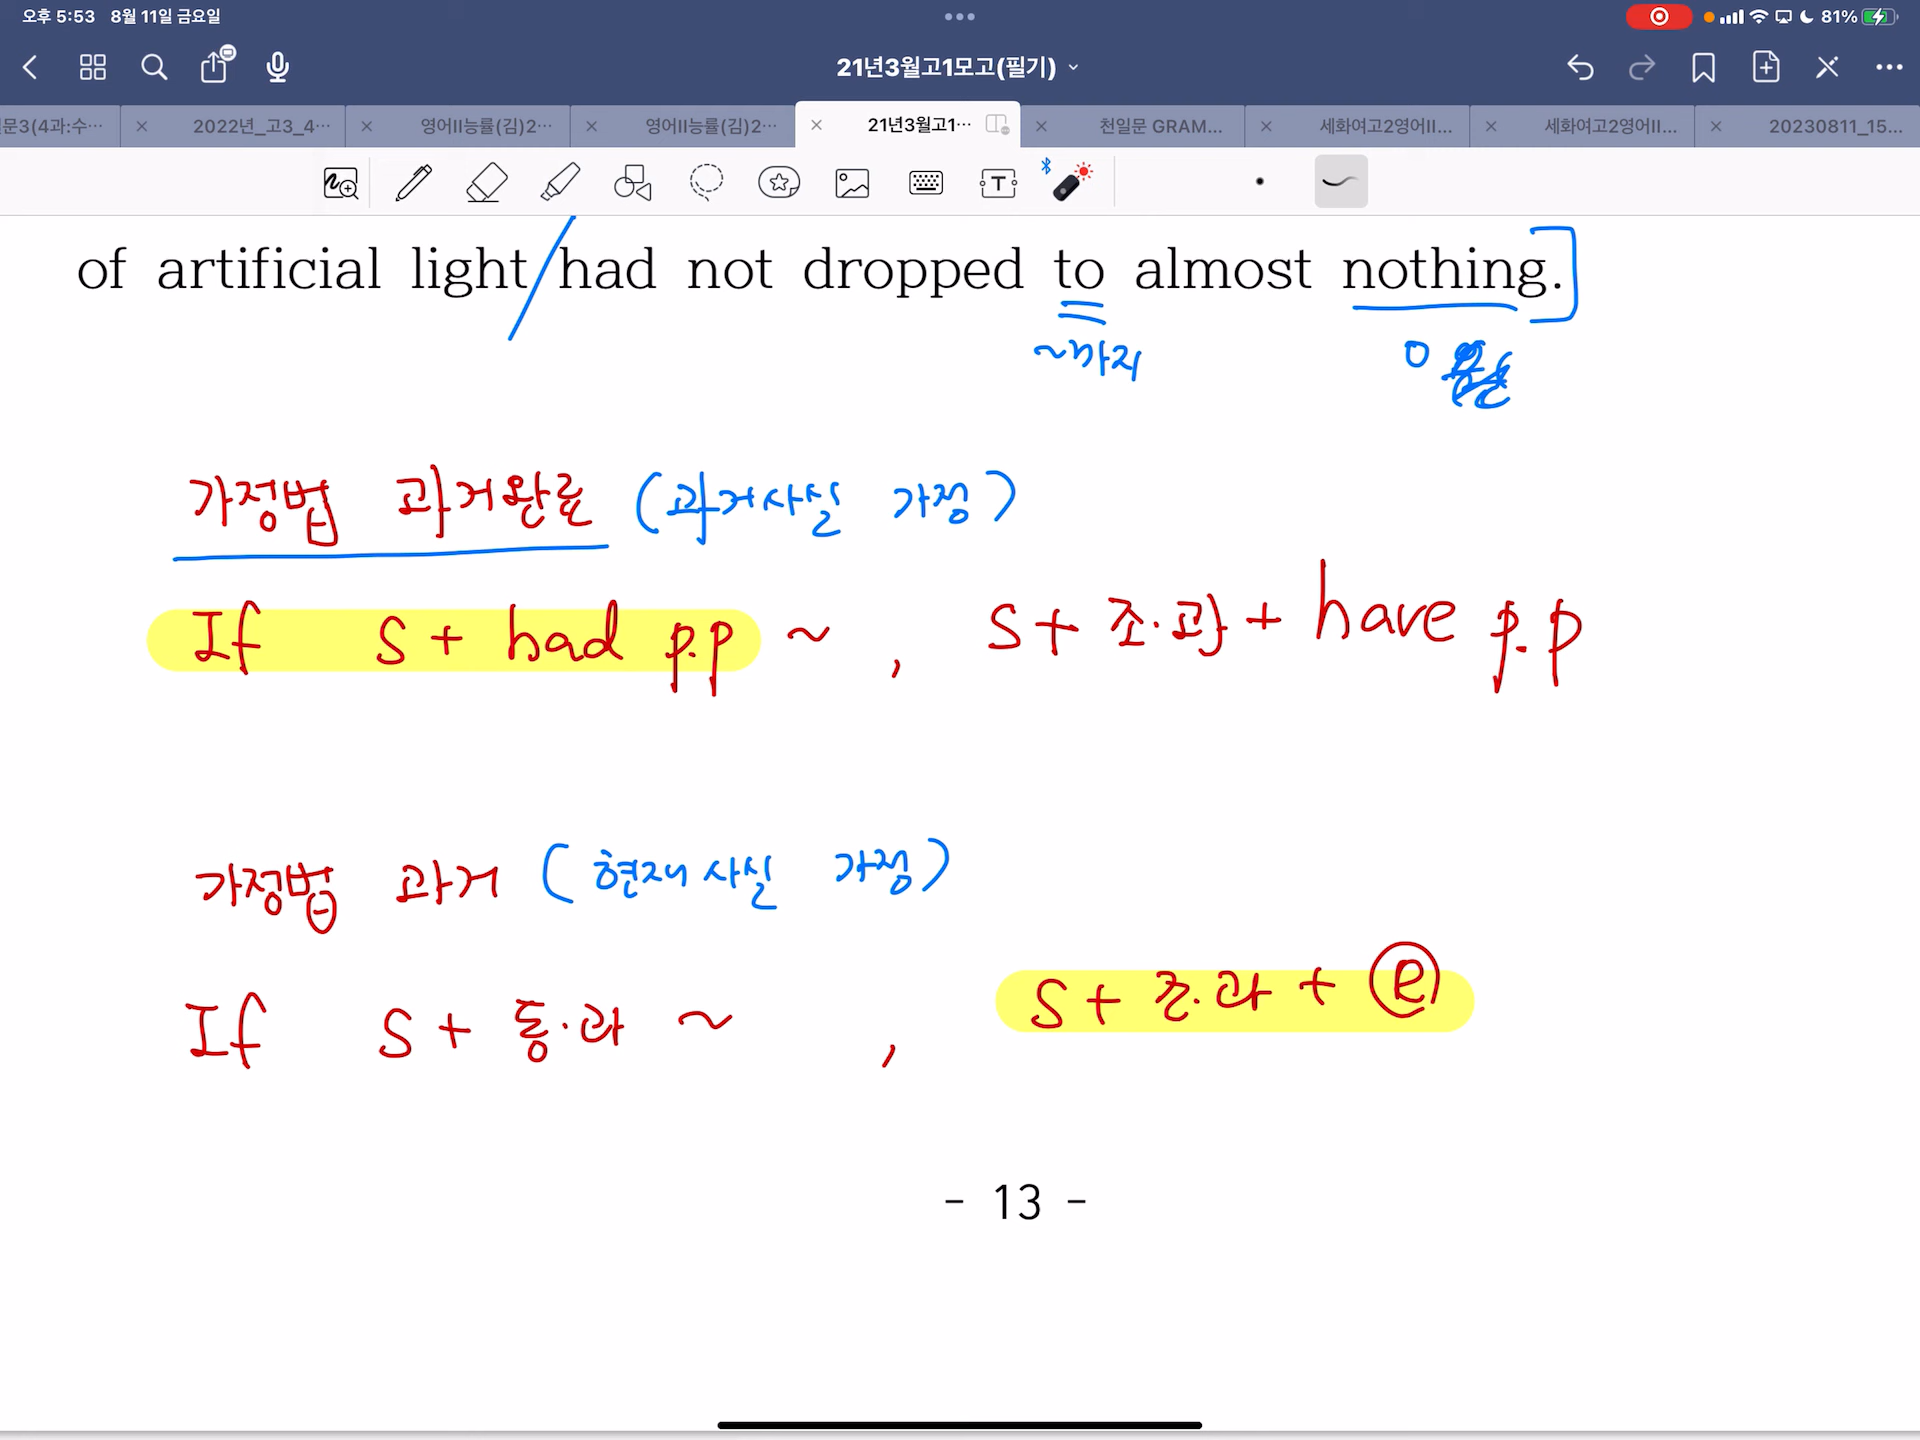 오후 5:53 8월 11일 금요일 81%
21년3월고1모고(필기)
문3(4과:수··· 2022년_고3_4··· 영어II능률(김)2··· 영어II능률(김)2··· 21년3월고1··· 천일문 GRAM... 세화여고2영어II... 세화여고2영어II... 20230811_15...
of artificial light had not dropped to almost nothing.
~까지 0
가정법 과거완료 (과거사실 가정)
If S + had p.p ~ , S + 조·과 + have p.p
가정법 과거 (현재사실 가정)
If S +동·과 ~ , S + 조·과 + R
- 13 -